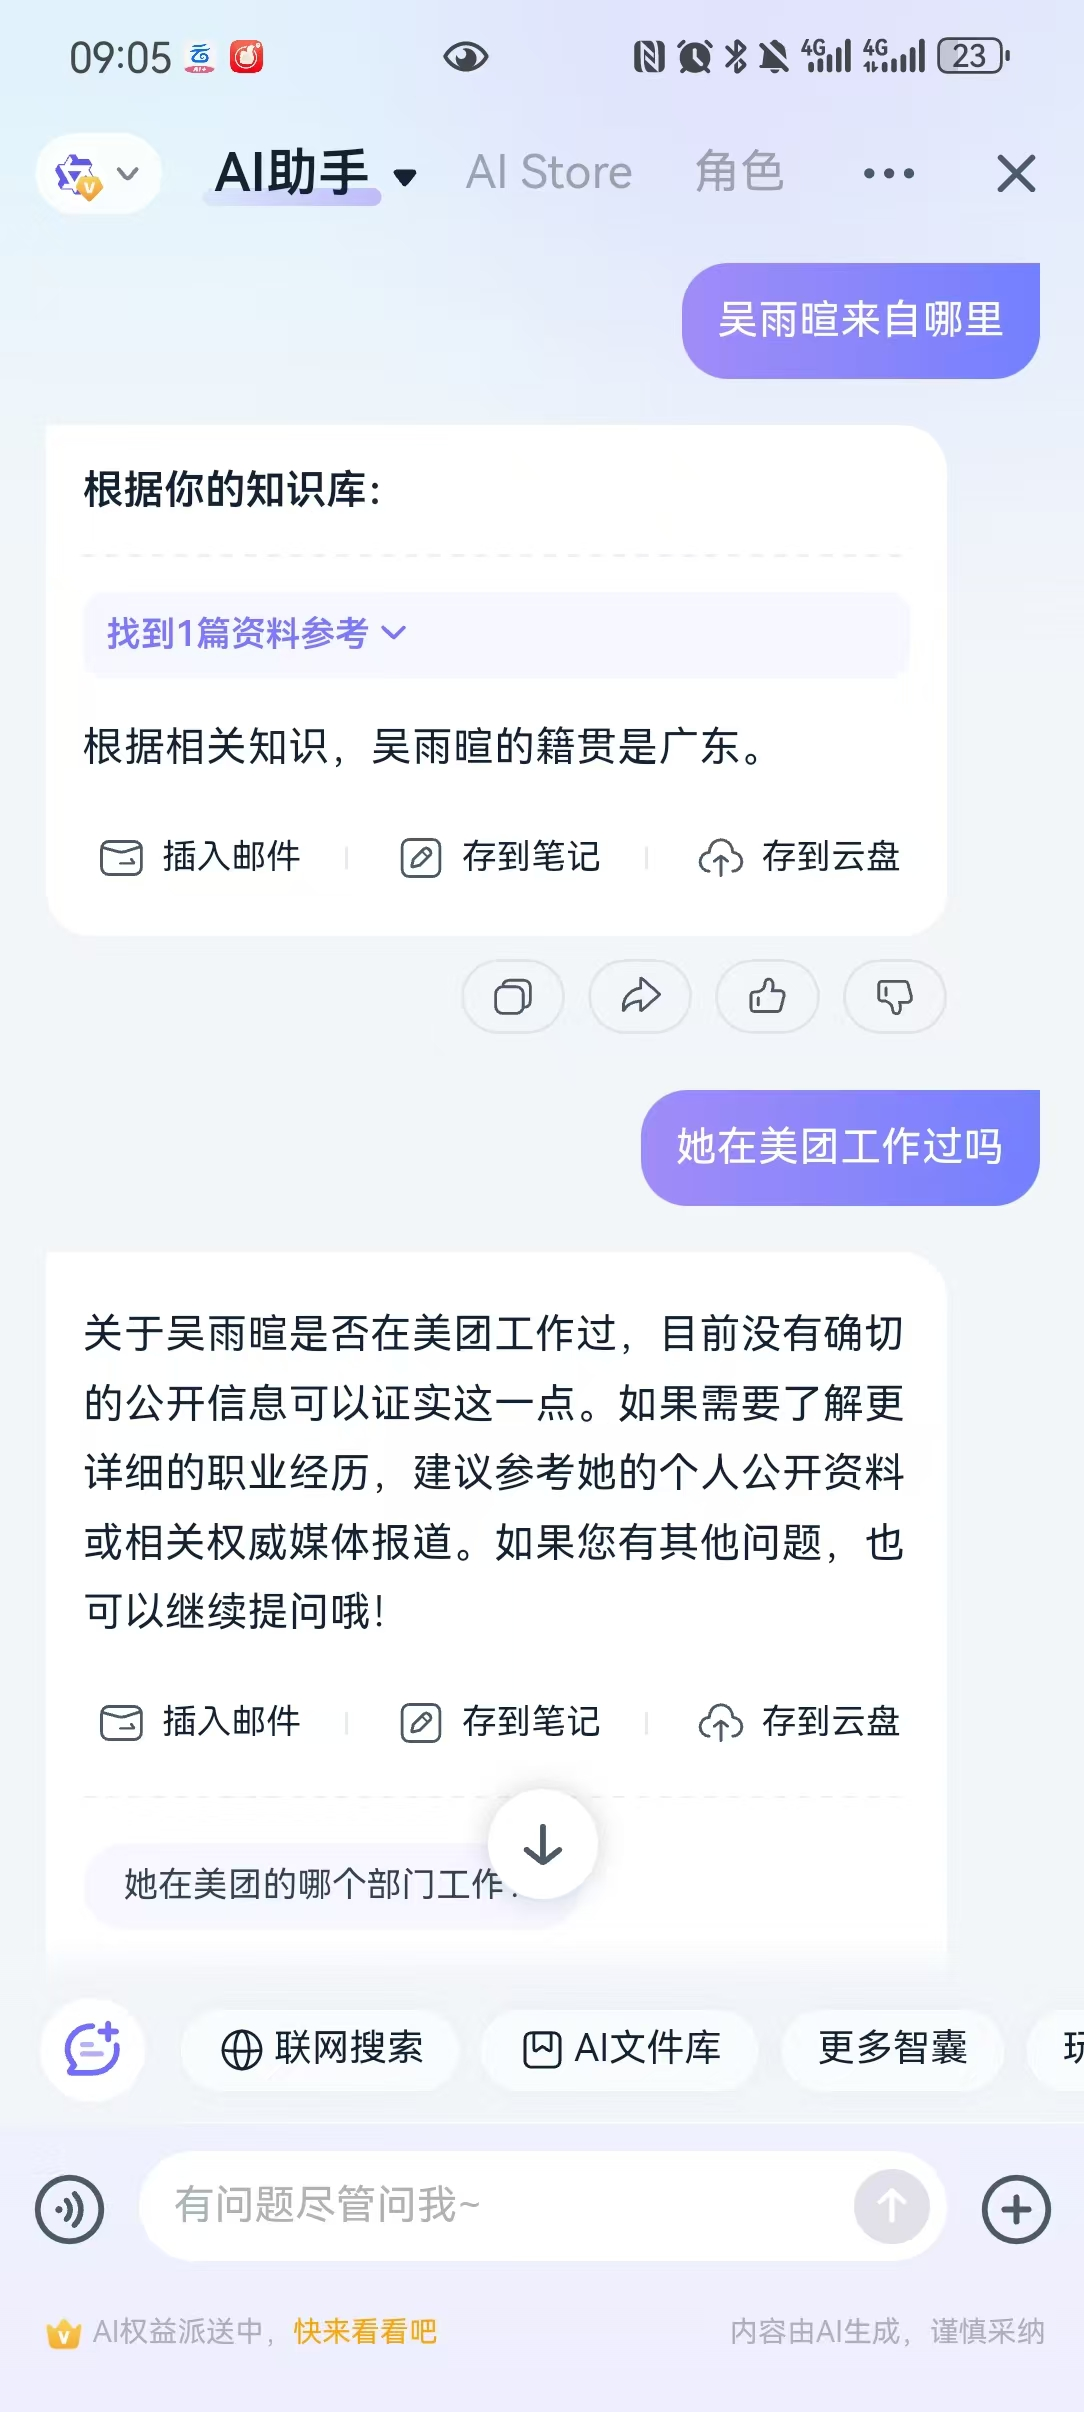 09:05
4G 4G 23
AI助手 AI Store 角色
吴雨暄来自哪里
根据你的知识库：
找到1篇资料参考
根据相关知识，吴雨暄的籍贯是广东。
插入邮件 存到笔记 存到云盘
她在美团工作过吗
关于吴雨暄是否在美团工作过，目前没有确切
的公开信息可以证实这一点。如果需要了解更
详细的职业经历，建议参考她的个人公开资料
或相关权威媒体报道。如果您有其他问题，也
可以继续提问哦！
插入邮件 存到笔记 存到云盘
她在美团的哪个部门工作
联网搜索 AI文件库 更多智囊 玩
有问题尽管问我~
AI权益派送中，快来看看吧 内容由AI生成，谨慎采纳